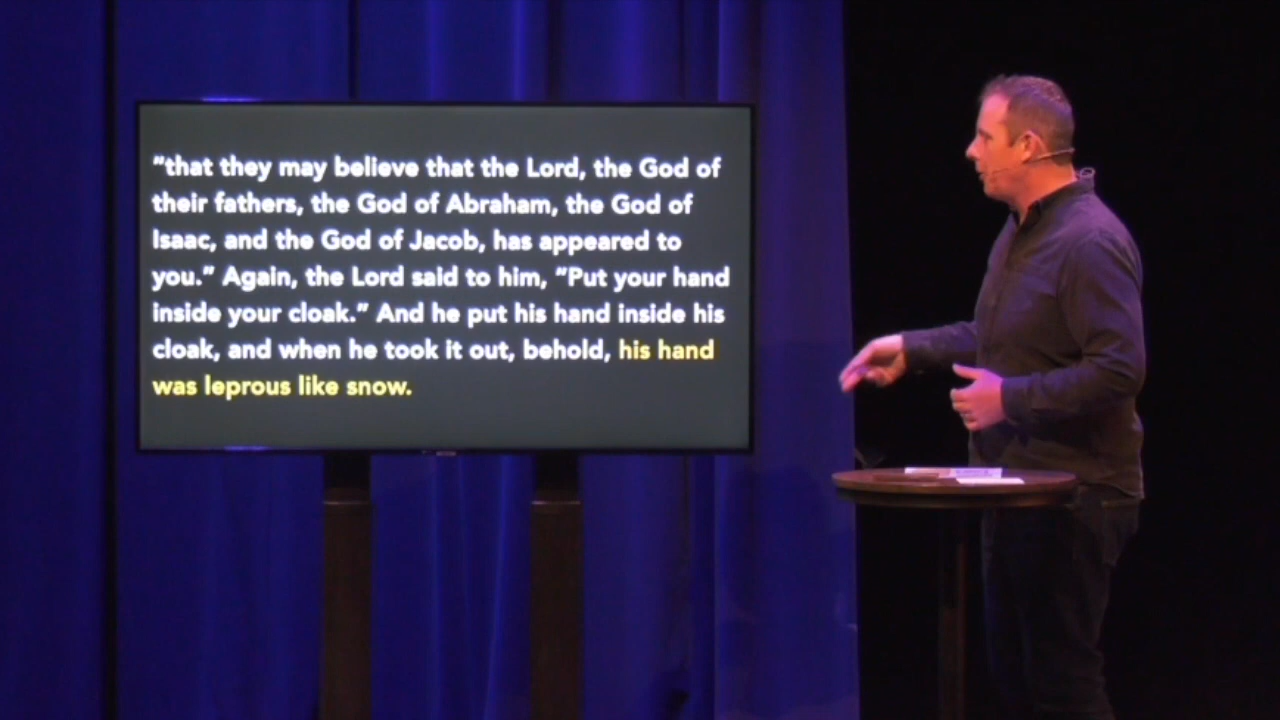 “that they may believe that the Lord, the God of
their fathers, the God of Abraham, the God of
Isaac, and the God of Jacob, has appeared to
you.” Again, the Lord said to him, “Put your hand
inside your cloak.” And he put his hand inside his
cloak, and when he took it out, behold, his hand
was leprous like snow.